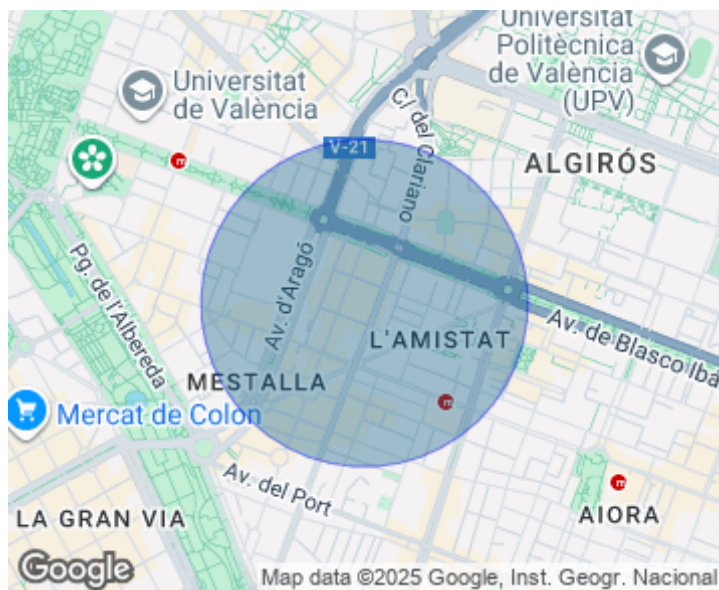 Universitat
Politècnica
de València
(UPV)
Universitat
de València
V-21
C/ del Clariano
ALGIRÓS
Pg. de l'Albereda
Av. d'Aragó
L'AMISTAT
Av. de Blasco Ibá
MESTALLA
Mercat de Colon
Av. del Port
LA GRAN VIA
AIORA
Google
Map data ©2025 Google, Inst. Geogr. Nacional